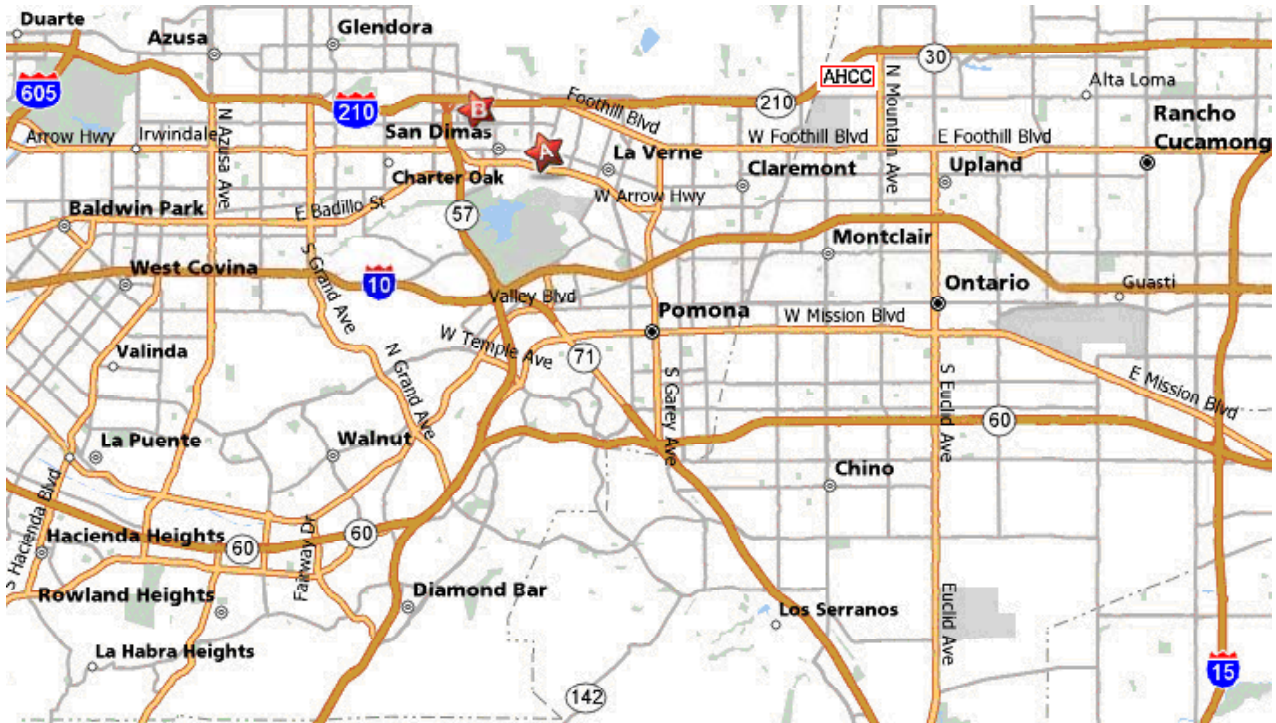 Duarte
Azusa
Glendora
605
210
B
AHCC
30
Alta Loma
210
Foothill Blvd
Rancho
Cucamong
Arrow Hwy
Irwindale
N Azusa Ave
San Dimas
A
La Verne
W Foothill Blvd
N Mountain Ave
E Foothill Blvd
Claremont
Upland
Charter Oak
W Arrow Hwy
Baldwin Park
E Badillo St
57
Montclair
West Covina
S Grand Ave
10
Valley Blvd
Ontario
Guasti
Pomona
W Mission Blvd
Valinda
N Grand Ave
W Temple Ave
71
S Garey Ave
S Euclid Ave
E Mission Blvd
60
La Puente
Walnut
Chino
S Hacienda Blvd
Hacienda Heights
60
Fairway Dr
60
Rowland Heights
Diamond Bar
Los Serranos
Euclid Ave
La Habra Heights
142
15